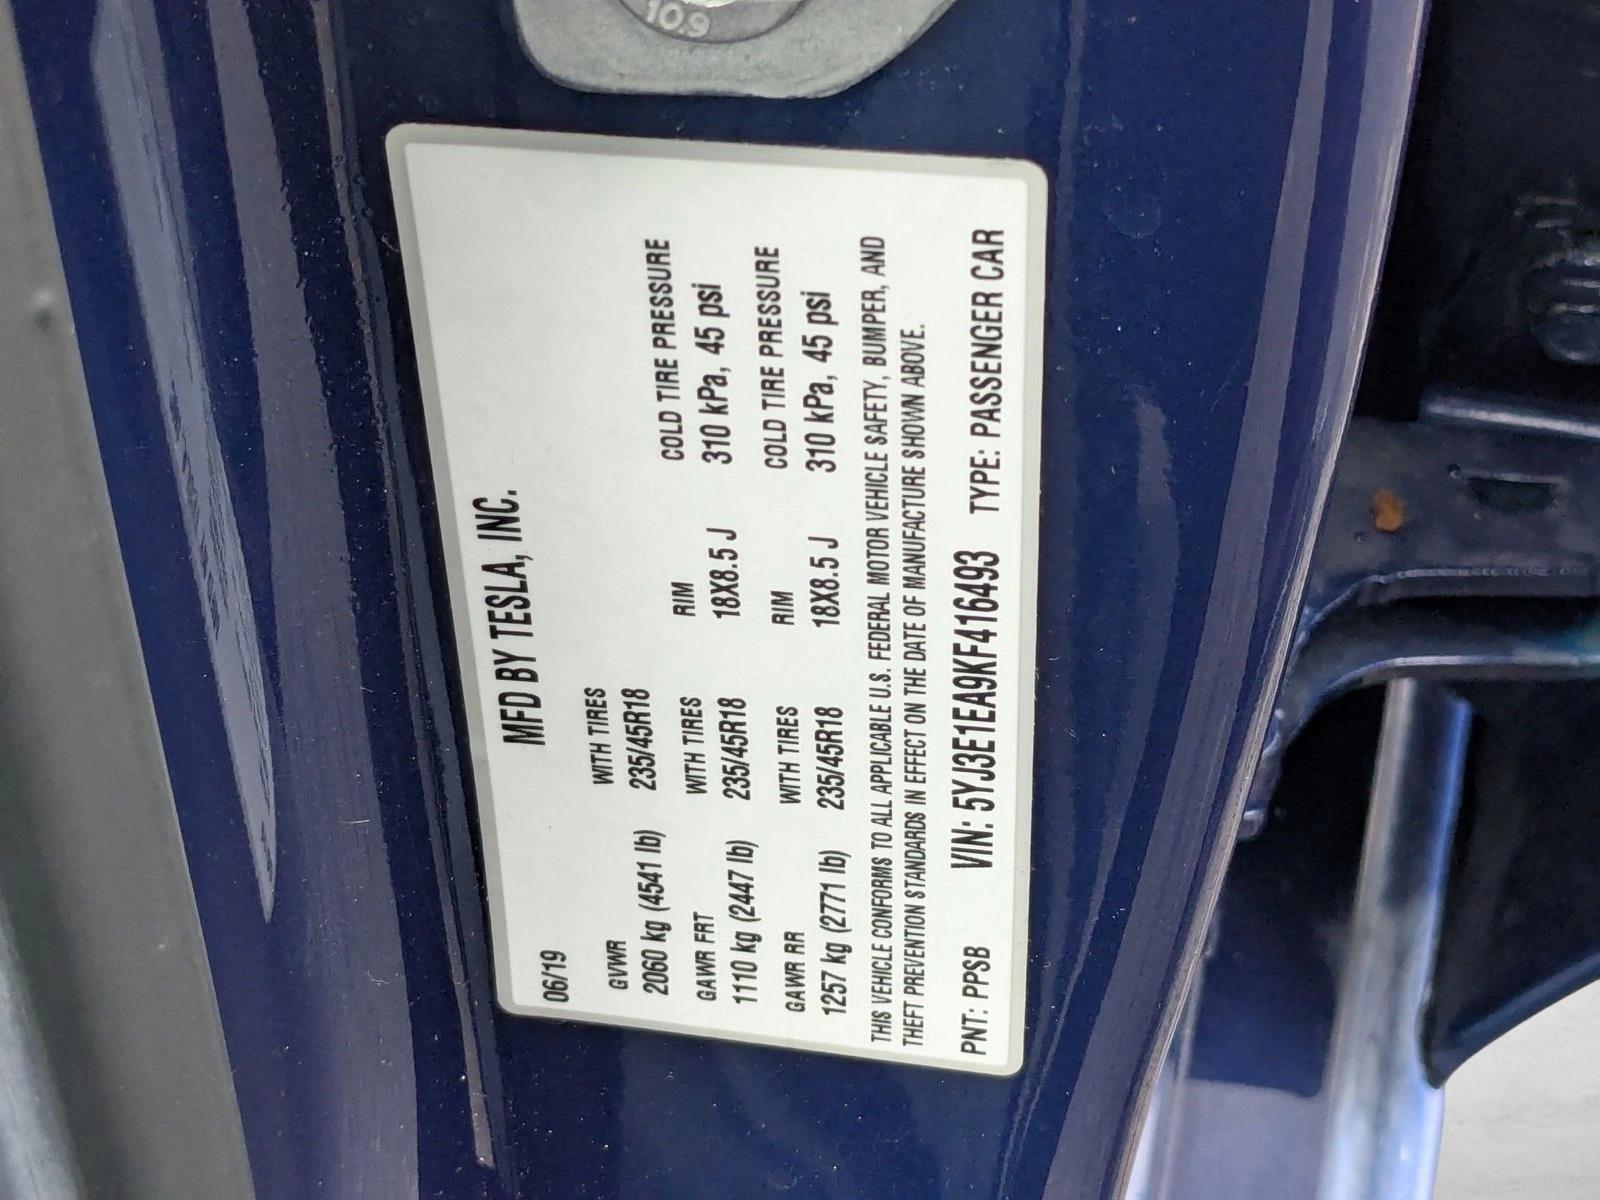 10.9
MFD BY TESLA, INC.
06/19
GVWR WITH TIRES
2060 kg (4541 lb) 235/45R18
GAWR FRT WITH TIRES RIM COLD TIRE PRESSURE
1110 kg (2447 lb) 235/45R18 18X8.5 J 310 kPa, 45 psi
GAWR RR WITH TIRES RIM COLD TIRE PRESSURE
1257 kg (2771 lb) 235/45R18 18X8.5 J 310 kPa, 45 psi
THIS VEHICLE CONFORMS TO ALL APPLICABLE U.S. FEDERAL MOTOR VEHICLE SAFETY, BUMPER, AND
THEFT PREVENTION STANDARDS IN EFFECT ON THE DATE OF MANUFACTURE SHOWN ABOVE.
PNT: PPSB VIN: 5YJ3E1EA9KF416493 TYPE: PASSENGER CAR